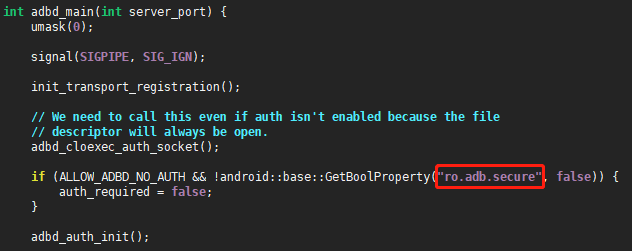 int adbd_main(int server_port) {
    umask(0);

    signal(SIGPIPE, SIG_IGN);

    init_transport_registration();

    // We need to call this even if auth isn't enabled because the file
    // descriptor will always be open.
    adbd_cloexec_auth_socket();

    if (ALLOW_ADBD_NO_AUTH && !android::base::GetBoolProperty("ro.adb.secure", false)) {
        auth_required = false;
    }

    adbd_auth_init();